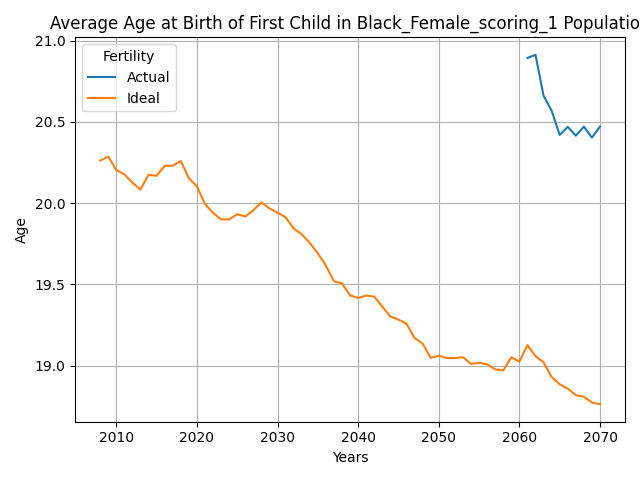 Average Age at Birth of First Child in Black_Female_scoring_1 Populatio
21.0
20.5
20.0
19.5
19.0
Age
Fertility
Actual
Ideal
2010 2020 2030 2040 2050 2060 2070
Years